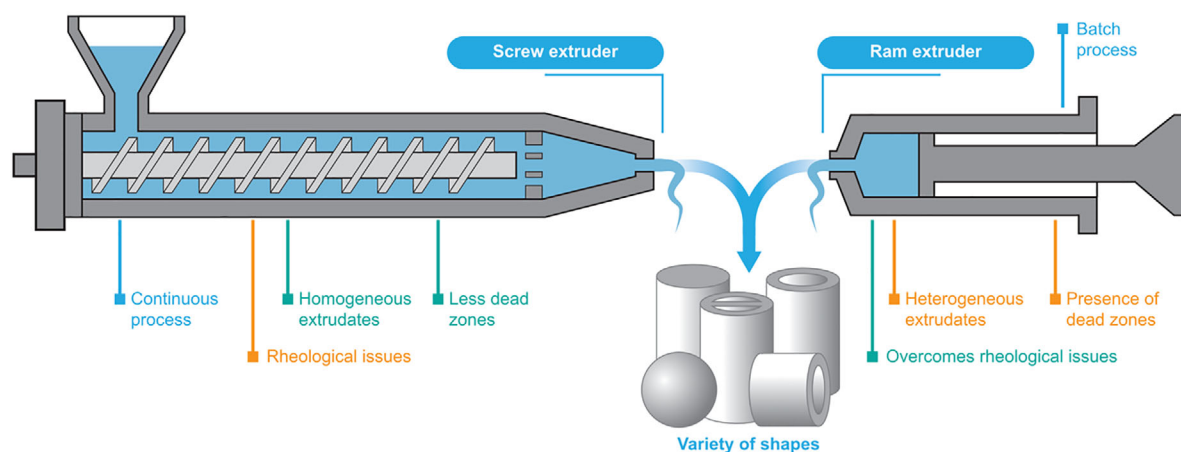 Screw extruder
Ram extruder
Batch
process
Continuous
process
Rheological issues
Homogeneous
extrudates
Less dead
zones
Heterogeneous
extrudates
Presence of
dead zones
Overcomes rheological issues
Variety of shapes